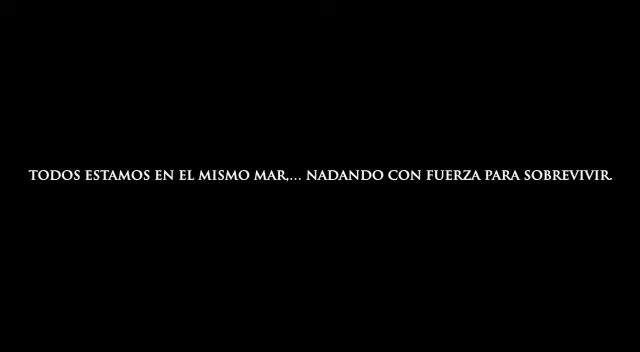 TODOS ESTAMOS EN EL MISMO MAR,... NADANDO CON FUERZA PARA SOBREVIVIR.